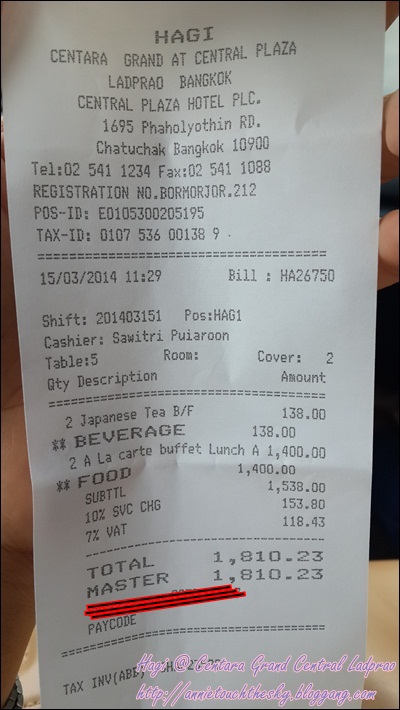 HAGI
CENTARA GRAND AT CENTRAL PLAZA
LADPRAO BANGKOK
CENTRAL PLAZA HOTEL PLC.
1695 Phaholyothin RD.
Chatuchak Bangkok 10900
Tel:02 541 1234 Fax:02 541 1088
REGISTRATION NO.BORMORJOR.212
POS-ID: E0105300205195
TAX-ID: 0107 536 00138 9
15/03/2014 11:29 Bill : HA26750
Shift: 201403151 Pos:HAG1
Cashier: Sawitri Puiaroon
Table:5 Room: Cover: 2
Qty Description Amount
2 Japanese Tea B/F 138.00
** BEVERAGE 138.00
2 A La carte buffet Lunch A 1,400.00
** FOOD 1,400.00
SUBTTL 1,538.00
10% SVC CHG 153.80
7% VAT 118.43
TOTAL 1,810.23
MASTER 1,810.23
PAYCODE
TAX INV(ABB)
Hagi @ Centara Grand Central Ladprao
http://annietouchthesky.bloggang.com